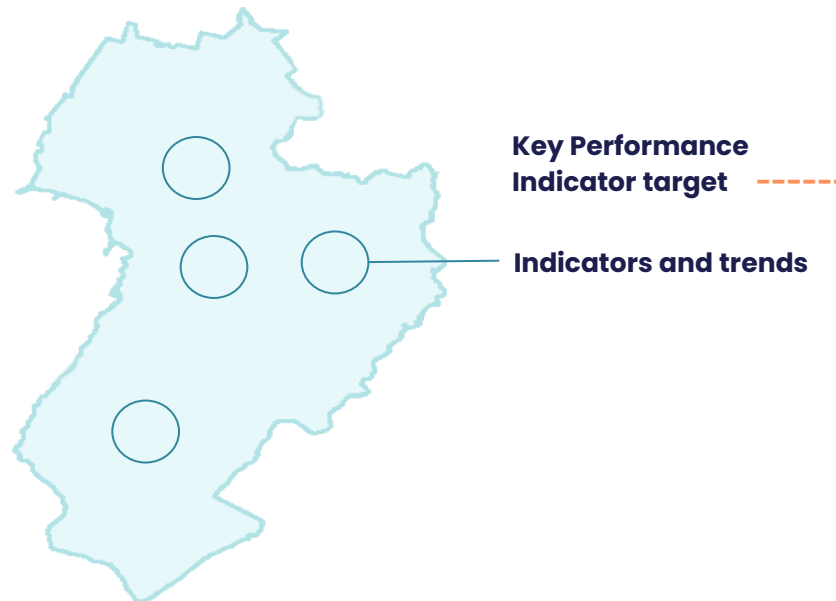 Key Performance
Indicator target
Indicators and trends